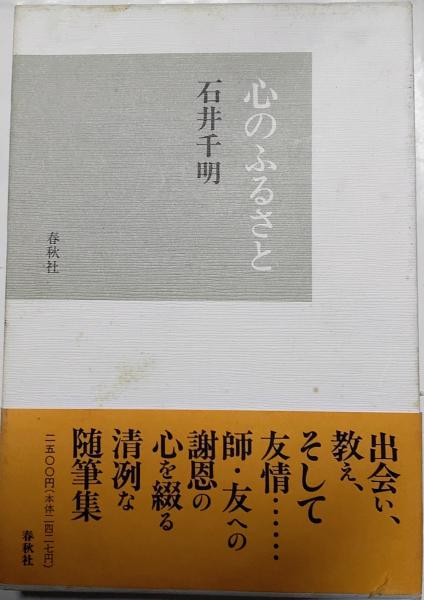 心のふるさと
石井千明
春秋社
出会い、
教え、
そして
友情……
師・友への
謝恩の
心を綴る
清冽な
随筆集
二五〇〇円(本体二四二七円)
春秋社